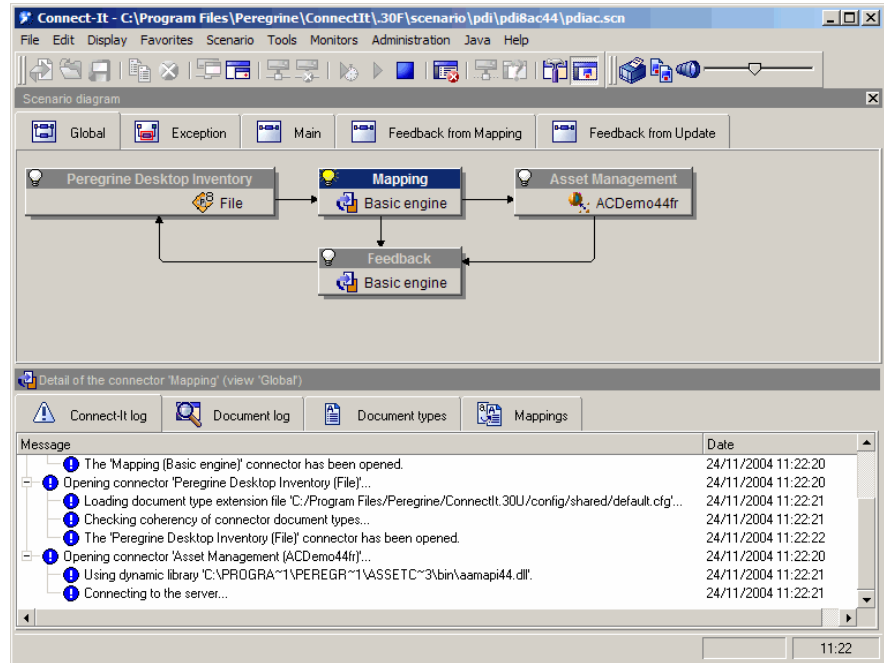 Connect-It - C:\Program Files\Peregrine\ConnectIt\.30F\scenario\pdi\pdi8ac44\pdiac.scn
File Edit Display Favorites Scenario Tools Monitors Administration Java Help
Scenario diagram
Global Exception Main Feedback from Mapping Feedback from Update
Peregrine Desktop Inventory Mapping Asset Management
File Basic engine ACDemo44fr
Feedback
Basic engine
Detail of the connector 'Mapping' (view 'Global')
Connect-It log Document log Document types Mappings
Message Date
The 'Mapping (Basic engine)' connector has been opened. 24/11/2004 11:22:20
Opening connector 'Peregrine Desktop Inventory (File)'... 24/11/2004 11:22:20
Loading document type extension file 'C:/Program Files/Peregrine/ConnectIt.30U/config/shared/default.cfg'... 24/11/2004 11:22:21
Checking coherency of connector document types... 24/11/2004 11:22:21
The 'Peregrine Desktop Inventory (File)' connector has been opened. 24/11/2004 11:22:22
Opening connector 'Asset Management (ACDemo44fr)'... 24/11/2004 11:22:20
Using dynamic library 'C:\PROGRA~1\PEREGR~1\ASSETC~3\bin\aamapi44.dll'. 24/11/2004 11:22:21
Connecting to the server... 24/11/2004 11:22:21
11:22